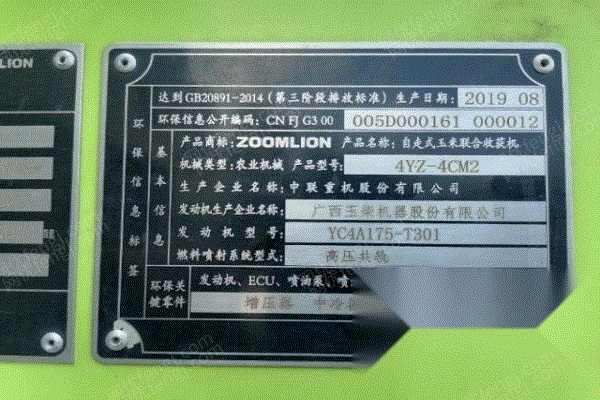 MLION
环保信息标签
达到GB20891-2014(第三阶段排放标准) 生产日期: 2019 08
环保信息公开编码: CN FJ G3 00 005D000161 000012
基本信息
产品商标: ZOOMLION 产品名称: 自走式玉米联合收获机
机械类型: 农业机械 产品型号: 4YZ-4CM2
生产企业名称: 中联重机股份有限公司
发动机生产企业名称: 广西玉柴机器股份有限公司
发动机型号: YC4A175-T301
燃料喷射系统型式: 高压共轨
环保关键零件
发动机、ECU、喷油泵、喷
增压器 中冷